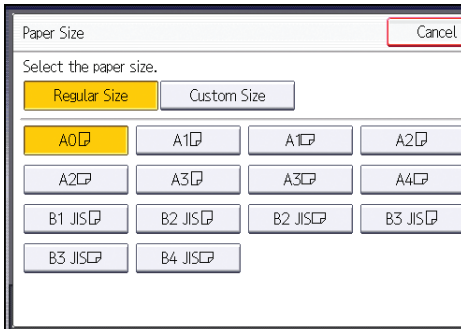 Paper Size Cancel
Select the paper size.
Regular Size Custom Size
A0 A1 A1 A2
A2 A3 A3 A4
B1 JIS B2 JIS B2 JIS B3 JIS
B3 JIS B4 JIS